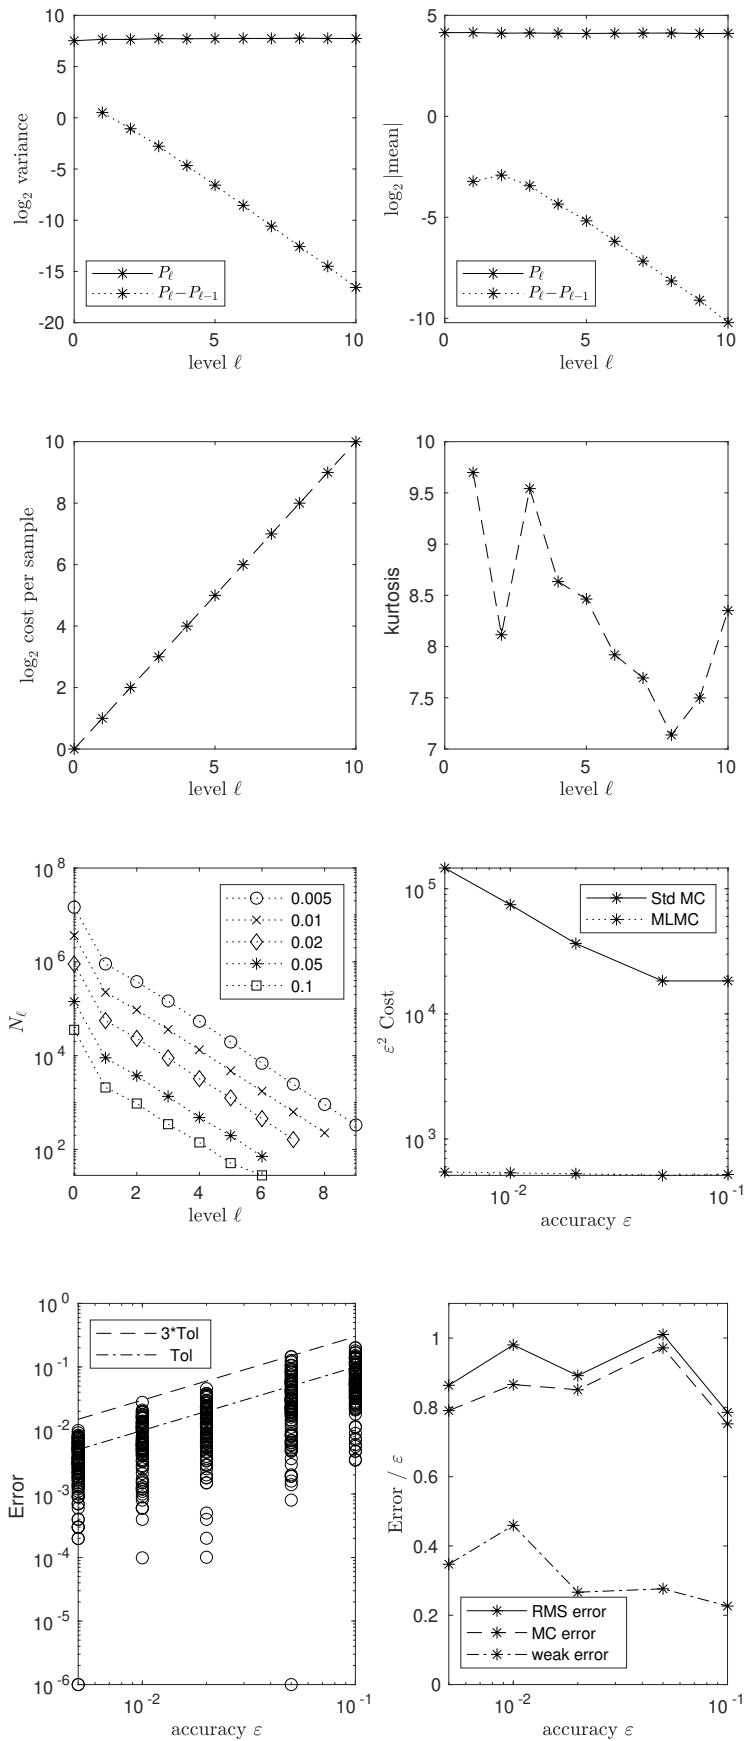 10
5
0
-5
-10
-15
-20
log₂ variance
P_ℓ
P_ℓ−P_{ℓ−1}
0
5
10
level ℓ
5
0
-5
-10
log₂ |mean|
P_ℓ
P_ℓ−P_{ℓ−1}
0
5
10
level ℓ
10
8
6
4
2
0
log₂ cost per sample
0
5
10
level ℓ
10
9.5
9
8.5
8
7.5
7
kurtosis
0
5
10
level ℓ
10⁸
10⁶
10⁴
10²
N_ℓ
0.005
0.01
0.02
0.05
0.1
0
2
4
6
8
level ℓ
10⁵
10⁴
10³
ε² Cost
Std MC
MLMC
10⁻²
10⁻¹
accuracy ε
10⁰
10⁻¹
10⁻²
10⁻³
10⁻⁴
10⁻⁵
10⁻⁶
Error
3*Tol
Tol
10⁻²
10⁻¹
accuracy ε
1
0.8
0.6
0.4
0.2
0
Error / ε
RMS error
MC error
weak error
10⁻²
10⁻¹
accuracy ε